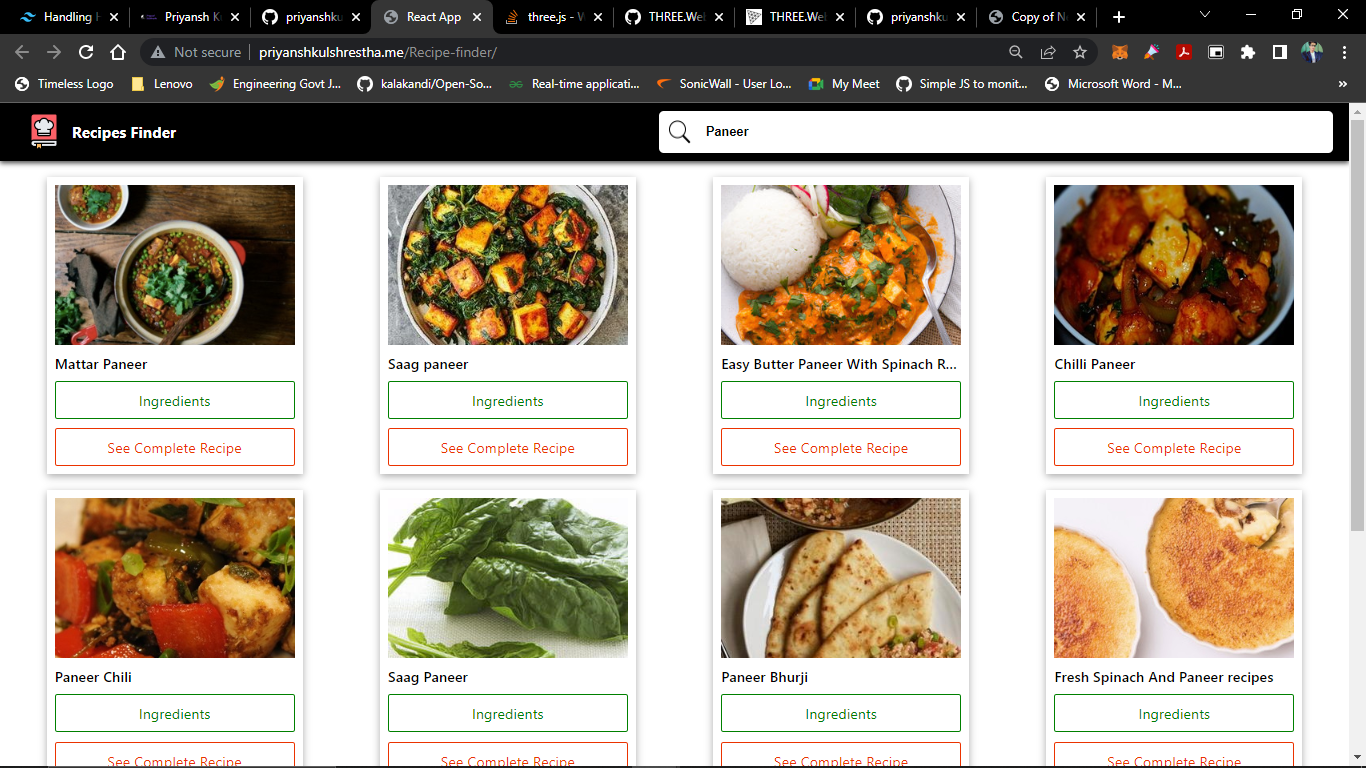 Handling H
Priyansh K
priyanshku
React App
three.js - W
THREE.Wel
THREE.Wel
priyanshku
Copy of N
Not secure
priyanshkulshrestha.me/Recipe-finder/
Timeless Logo
Lenovo
Engineering Govt J...
kalakandi/Open-So...
Real-time applicati...
SonicWall - User Lo...
My Meet
Simple JS to monit...
Microsoft Word - M...
Recipes Finder
Paneer
Mattar Paneer
Saag paneer
Easy Butter Paneer With Spinach R...
Chilli Paneer
Ingredients
Ingredients
Ingredients
Ingredients
See Complete Recipe
See Complete Recipe
See Complete Recipe
See Complete Recipe
Paneer Chili
Saag Paneer
Paneer Bhurji
Fresh Spinach And Paneer recipes
Ingredients
Ingredients
Ingredients
Ingredients
See Complete Recipe
See Complete Recipe
See Complete Recipe
See Complete Recipe